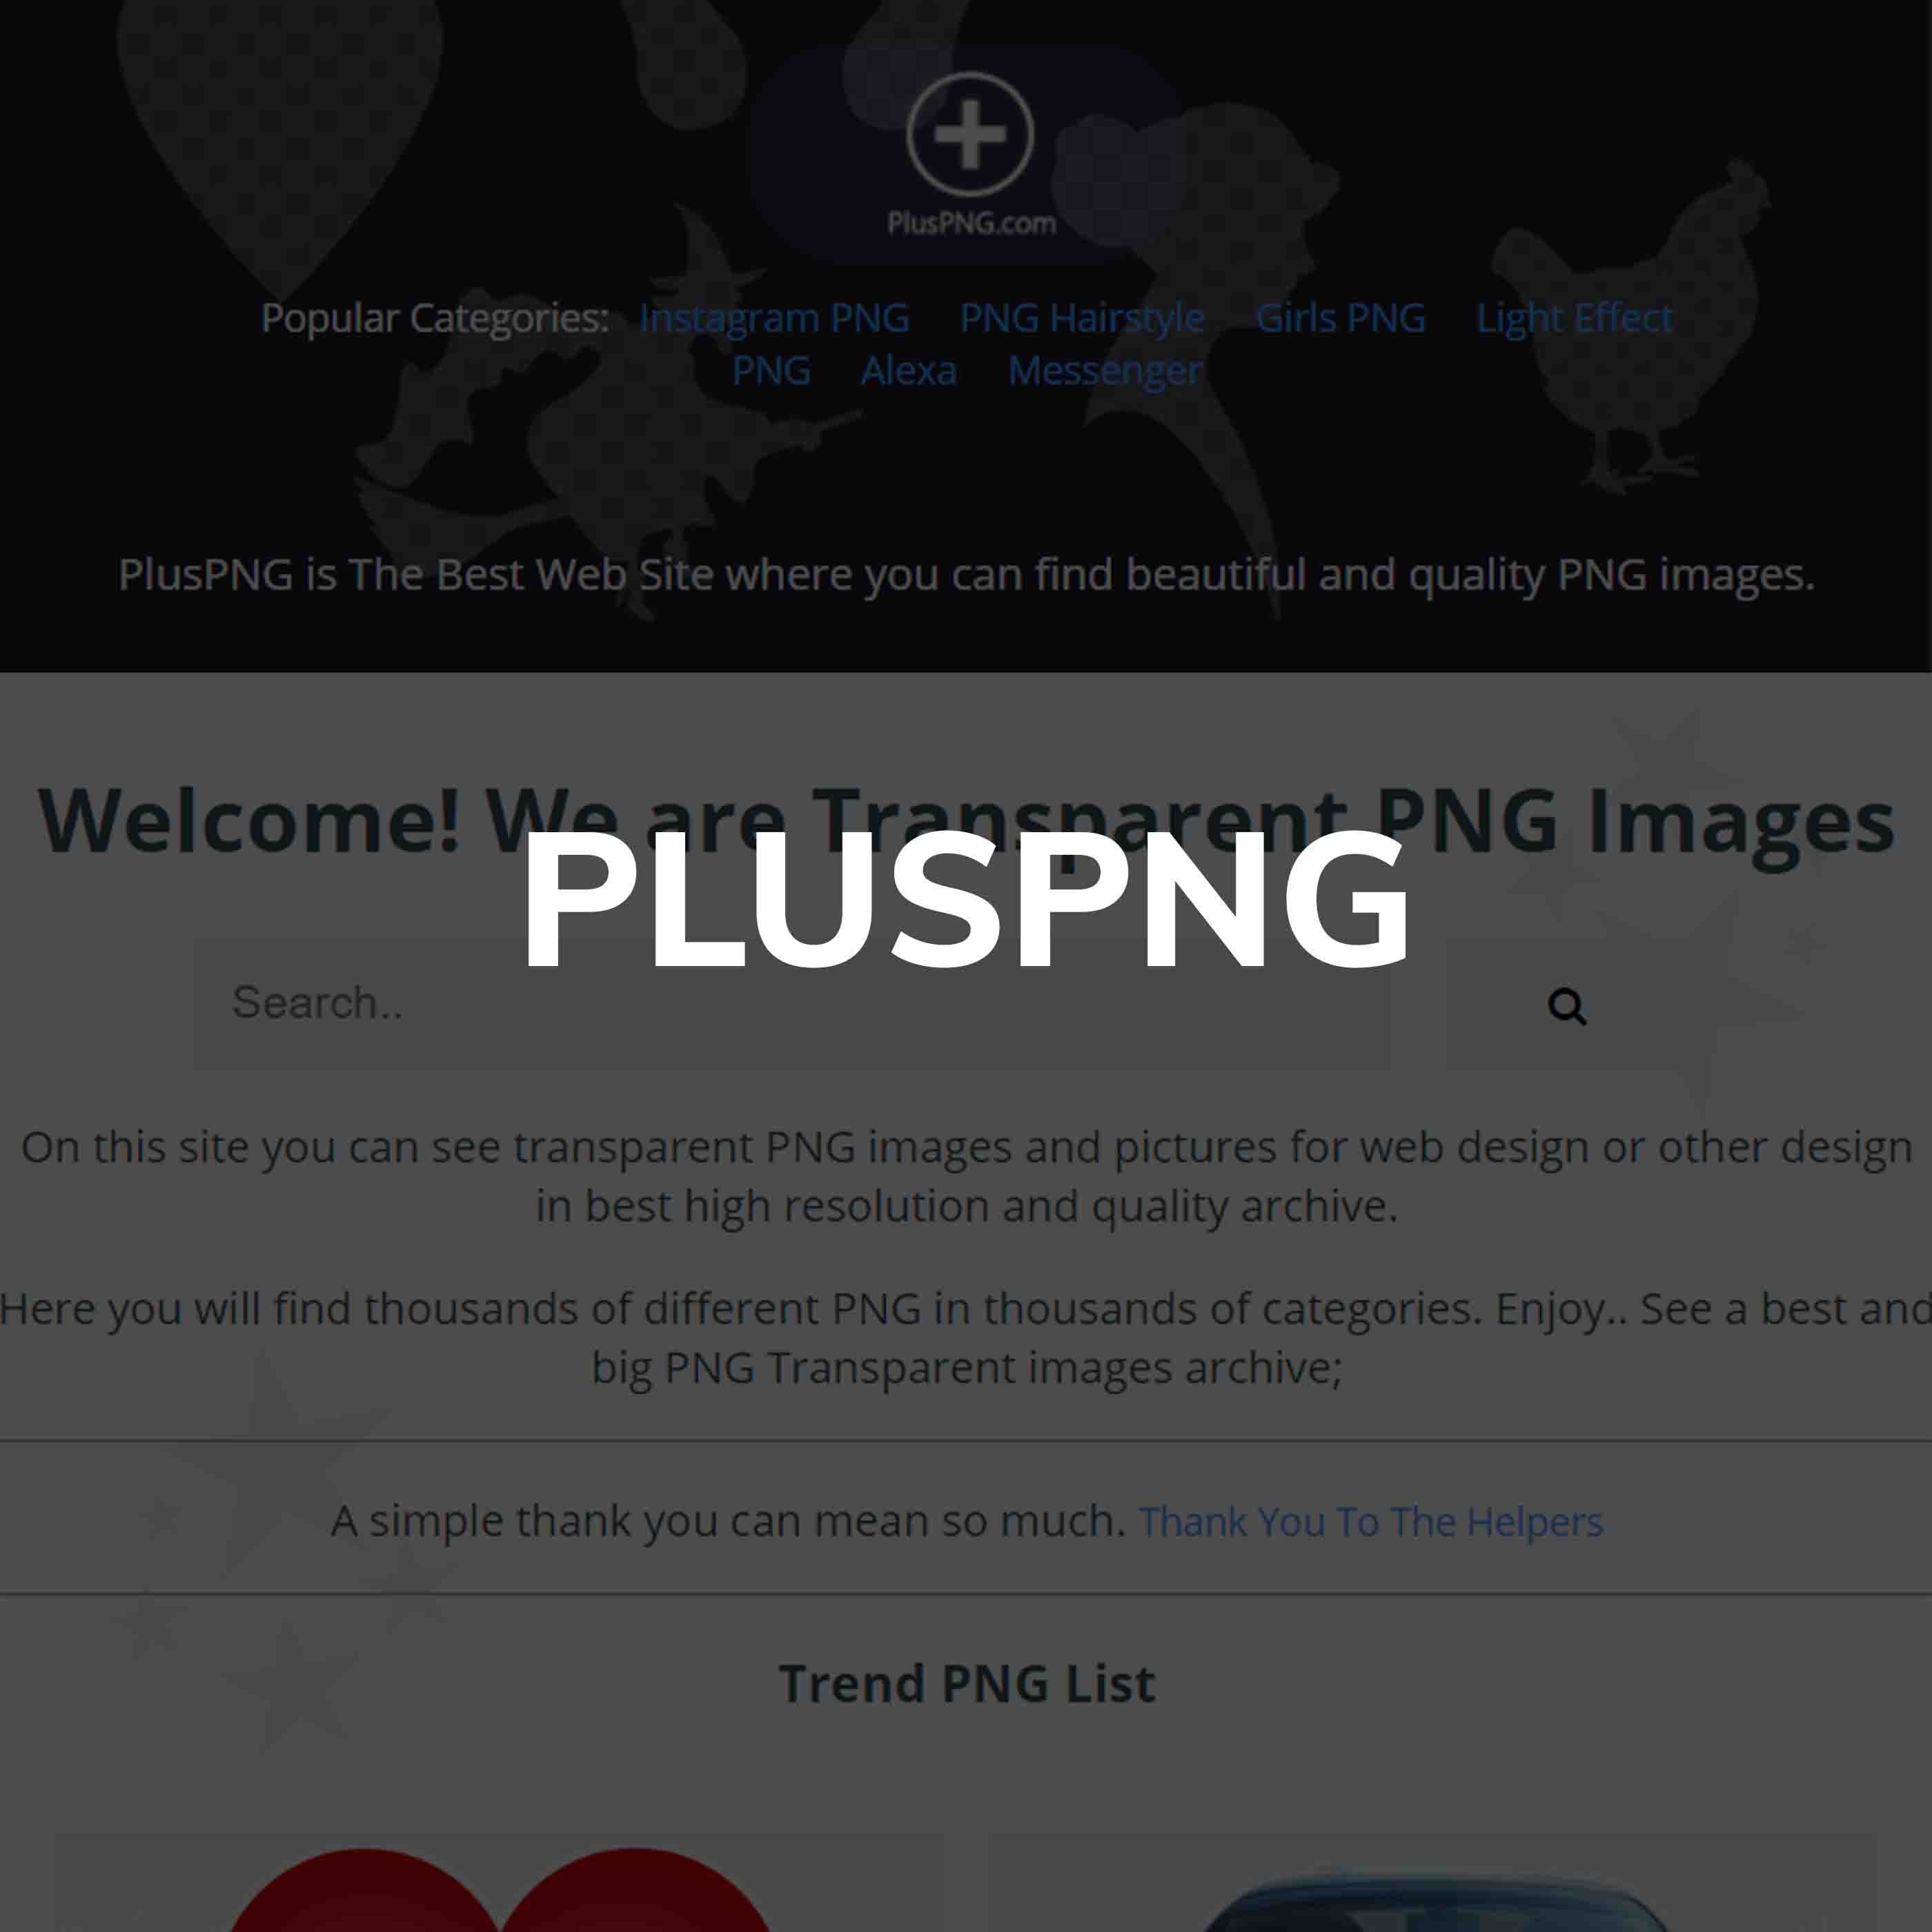 PlusPNG.com
Popular Categories: Instagram PNG PNG Hairstyle Girls PNG Light Effect
PNG Alexa Messenger
PlusPNG is The Best Web Site where you can find beautiful and quality PNG images.
Welcome! We are Transparent PNG Images
PLUSPNG
Search..
On this site you can see transparent PNG images and pictures for web design or other design
in best high resolution and quality archive.
Here you will find thousands of different PNG in thousands of categories. Enjoy.. See a best and
big PNG Transparent images archive;
A simple thank you can mean so much. Thank You To The Helpers
Trend PNG List